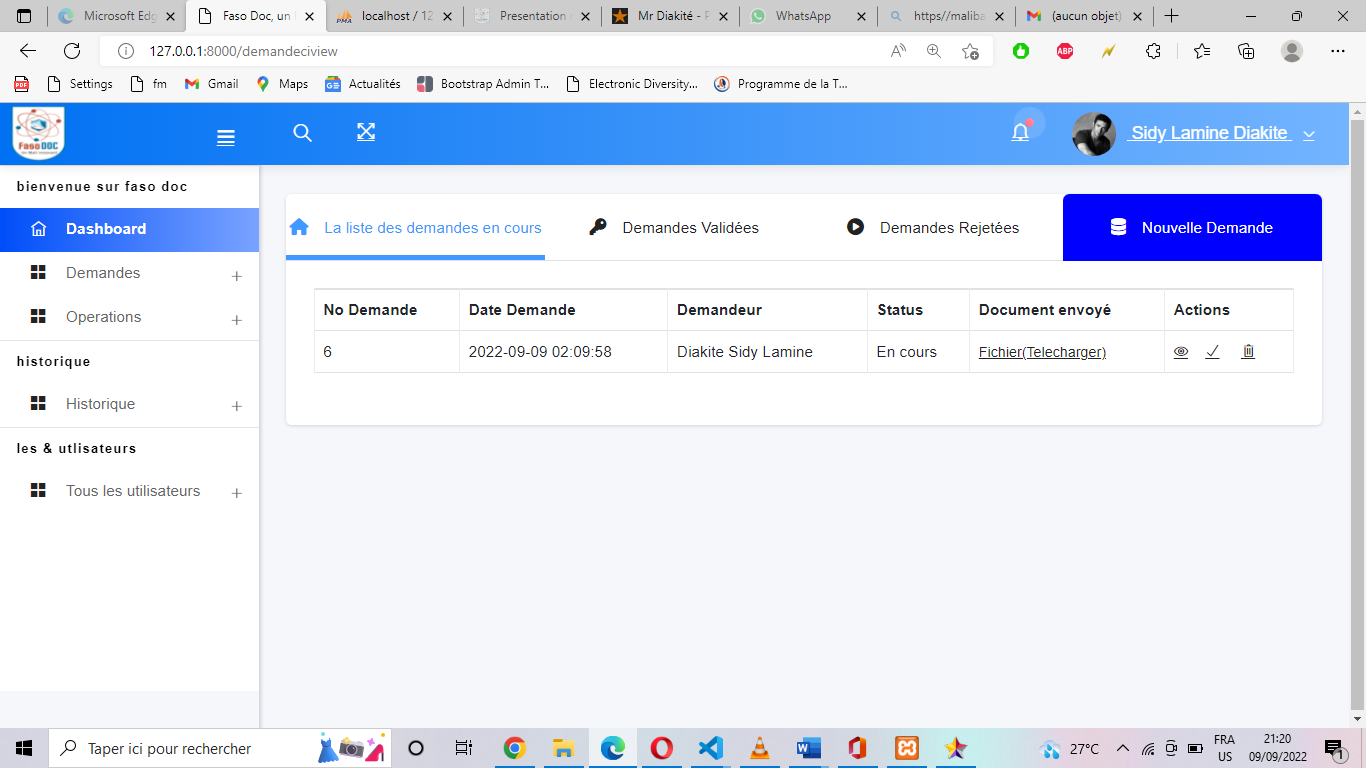 Microsoft Edg
Faso Doc, un
localhost / 12
Presentation
Mr Diakité - P
WhatsApp
https//maliba
(aucun objet)
127.0.0.1:8000/demandeciview
ABP
PDF
Settings
fm
Gmail
Maps
Actualités
Bootstrap Admin T...
Electronic Diversity...
Programme de la T...
Faso DOC
Sidy Lamine Diakite
bienvenue sur faso doc
Dashboard
Demandes
Operations
historique
Historique
les & utlisateurs
Tous les utilisateurs
La liste des demandes en cours
Demandes Validées
Demandes Rejetées
Nouvelle Demande
No Demande Date Demande Demandeur Status Document envoyé Actions
6 2022-09-09 02:09:58 Diakite Sidy Lamine En cours Fichier(Telecharger)
Taper ici pour rechercher
27°C
FRA
US
21:20
09/09/2022
1